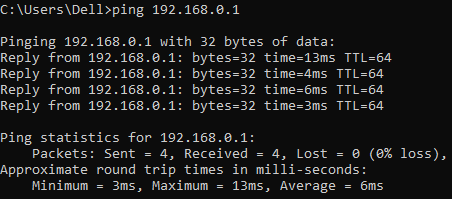 C:\Users\Dell>ping 192.168.0.1
Pinging 192.168.0.1 with 32 bytes of data:
Reply from 192.168.0.1: bytes=32 time=13ms TTL=64
Reply from 192.168.0.1: bytes=32 time=4ms TTL=64
Reply from 192.168.0.1: bytes=32 time=6ms TTL=64
Reply from 192.168.0.1: bytes=32 time=3ms TTL=64
Ping statistics for 192.168.0.1:
    Packets: Sent = 4, Received = 4, Lost = 0 (0% loss),
Approximate round trip times in milli-seconds:
    Minimum = 3ms, Maximum = 13ms, Average = 6ms